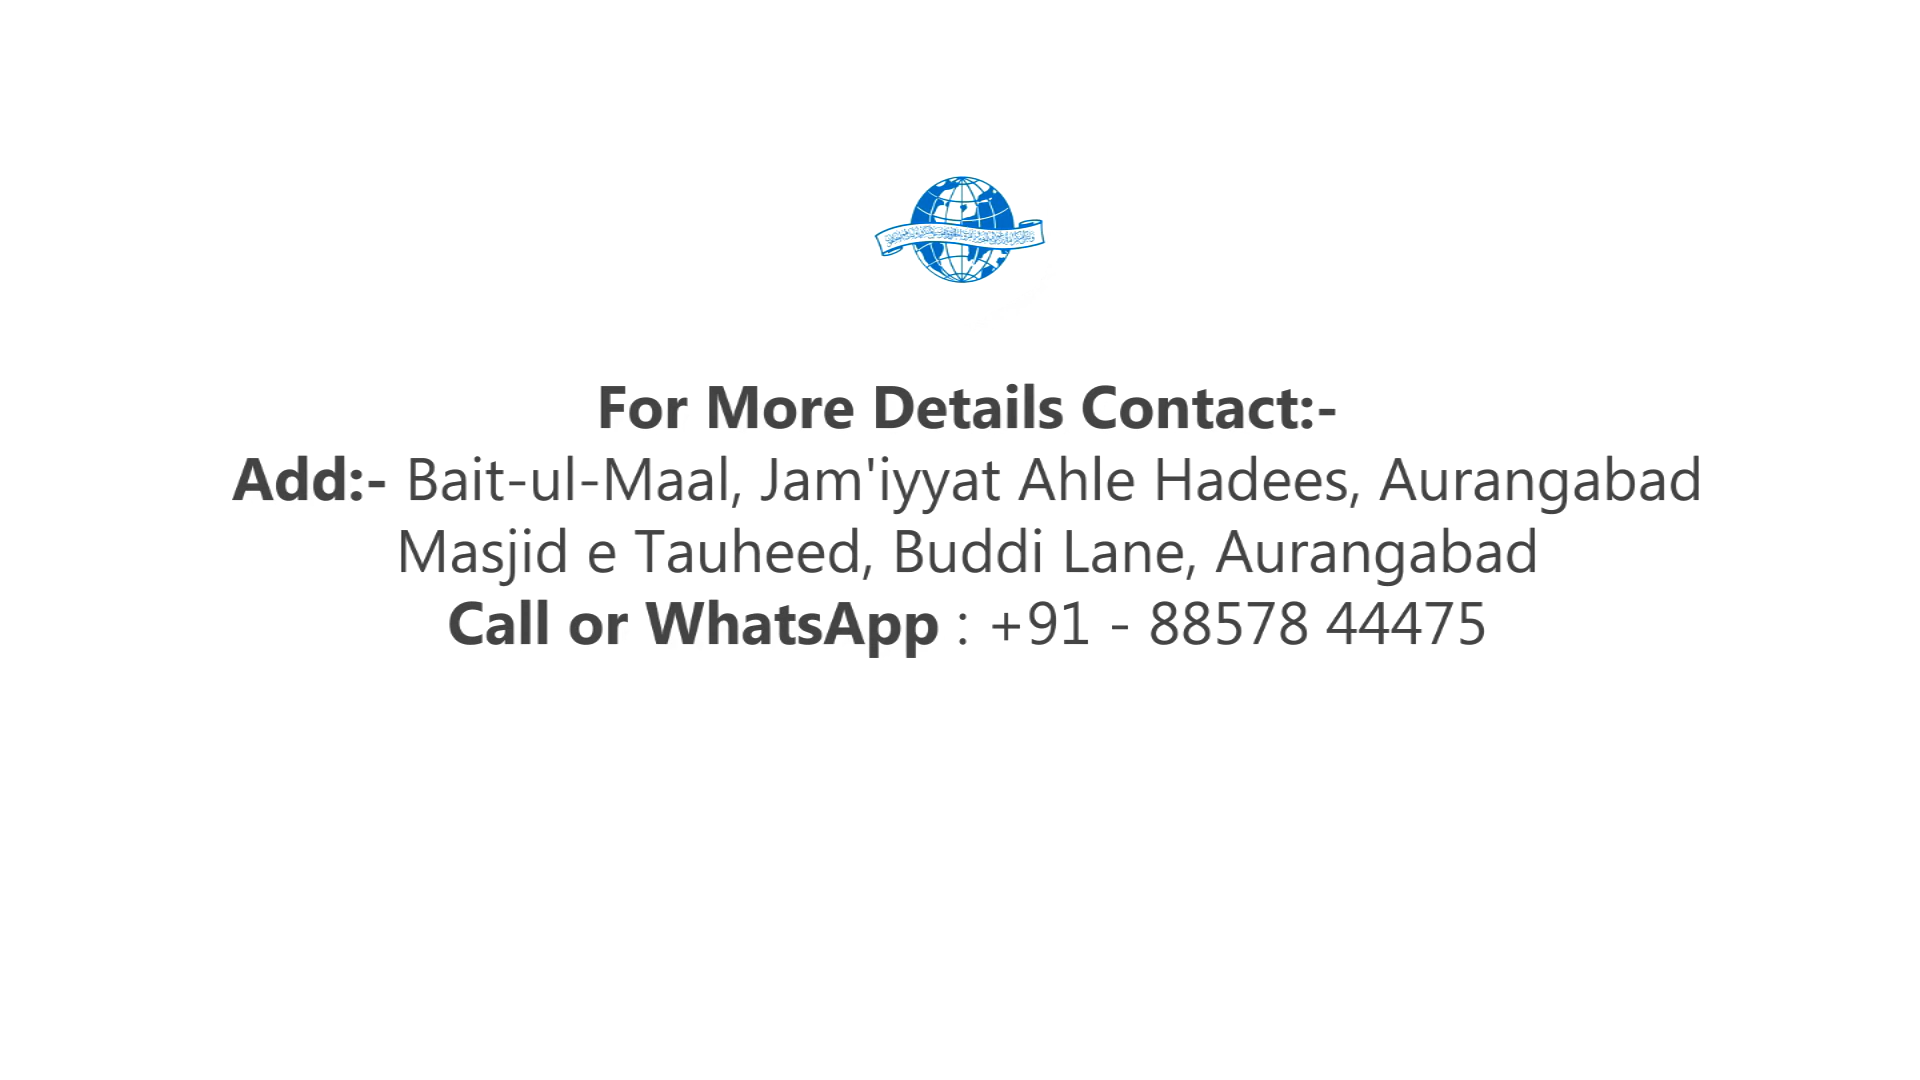 For More Details Contact:-
Add:- Bait-ul-Maal, Jam'iyyat Ahle Hadees, Aurangabad
Masjid e Tauheed, Buddi Lane, Aurangabad
Call or WhatsApp : +91 - 88578 44475